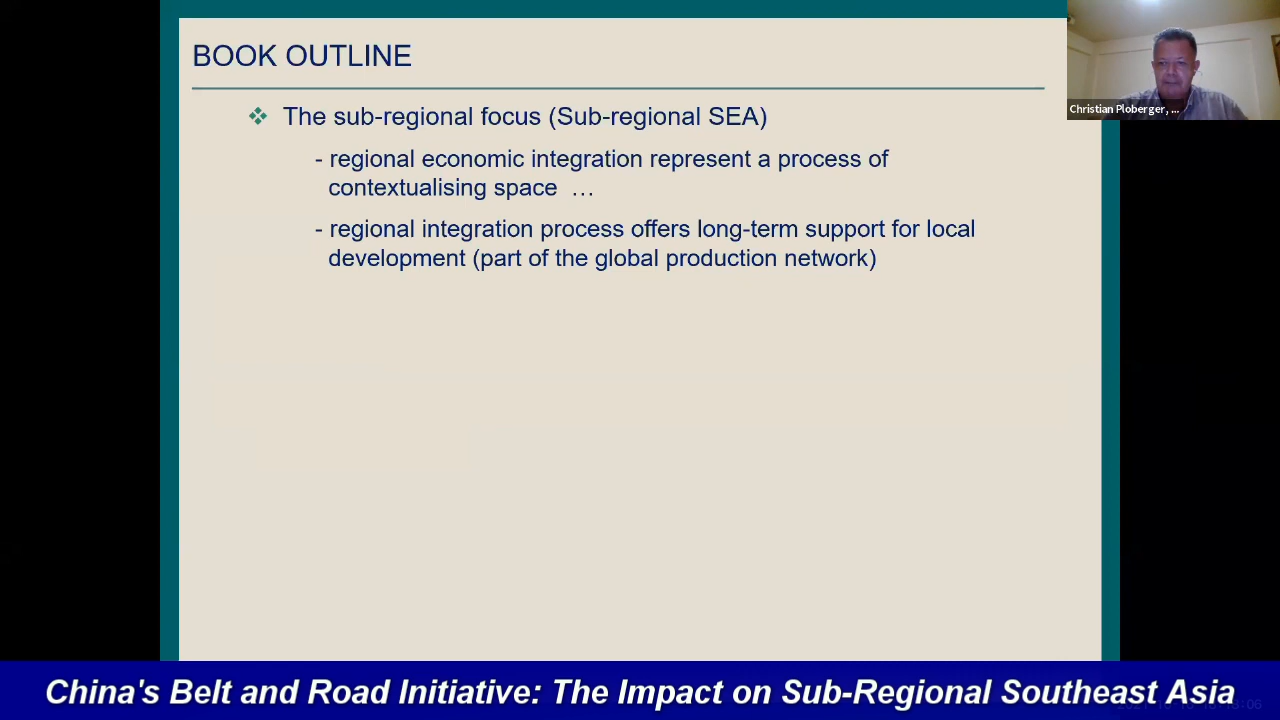 BOOK OUTLINE
Christian Ploberger, ...
❖ The sub-regional focus (Sub-regional SEA)
- regional economic integration represent a process of
contextualising space …
- regional integration process offers long-term support for local
development (part of the global production network)
China's Belt and Road Initiative: The Impact on Sub-Regional Southeast Asia